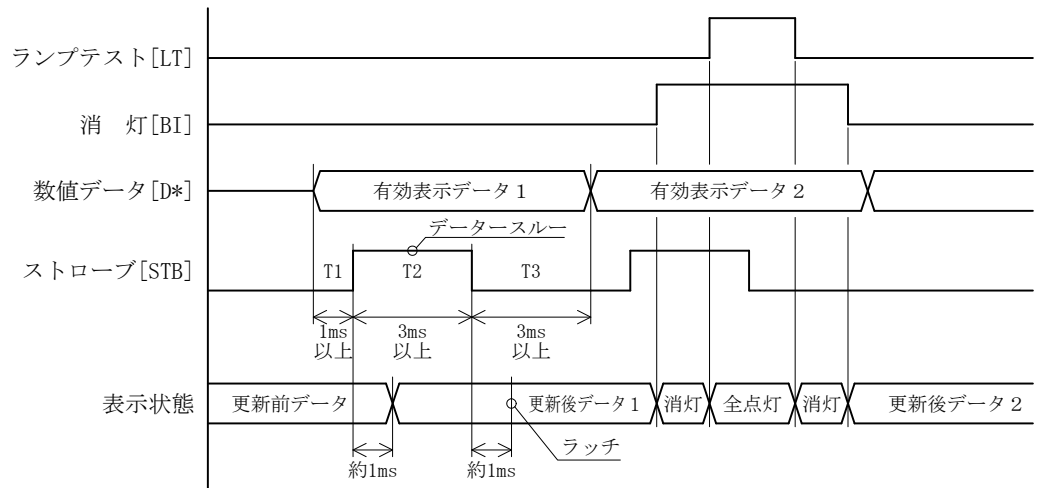 ランプテスト[LT]
消　灯[BI]
数値データ[D*]
有効表示データ１
有効表示データ２
データースルー
ストローブ[STB]
T1
T2
T3
1ms
以上
3ms
以上
3ms
以上
表示状態
更新前データ
更新後データ１
消灯
全点灯
消灯
更新後データ２
ラッチ
約1ms
約1ms